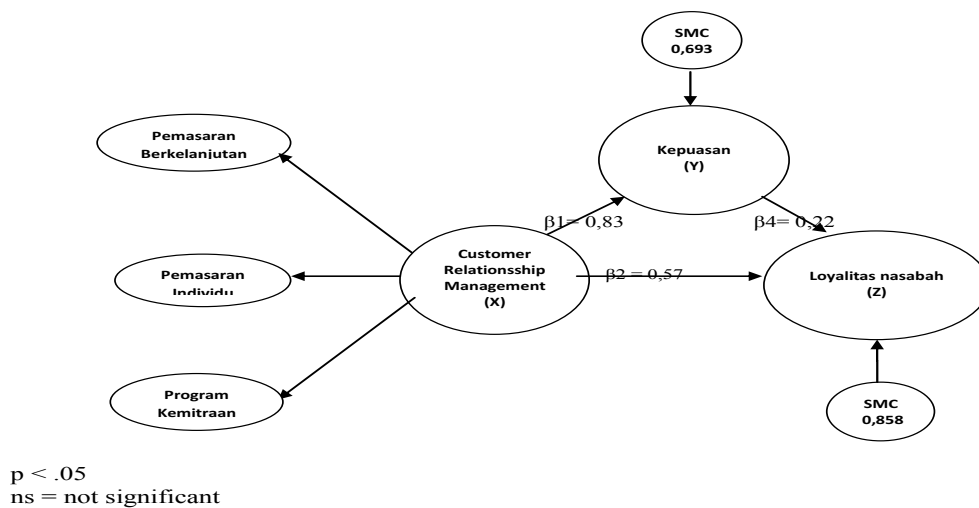 SMC
0,693
Pemasaran
Berkelanjutan
Kepuasan
(Y)
β1= 0,83
β4= 0,22
Customer
Relationsship
Management
(X)
β2 = 0,57
Pemasaran
Individu
Loyalitas nasabah
(Z)
Program
Kemitraan
SMC
0,858
p < .05
ns = not significant